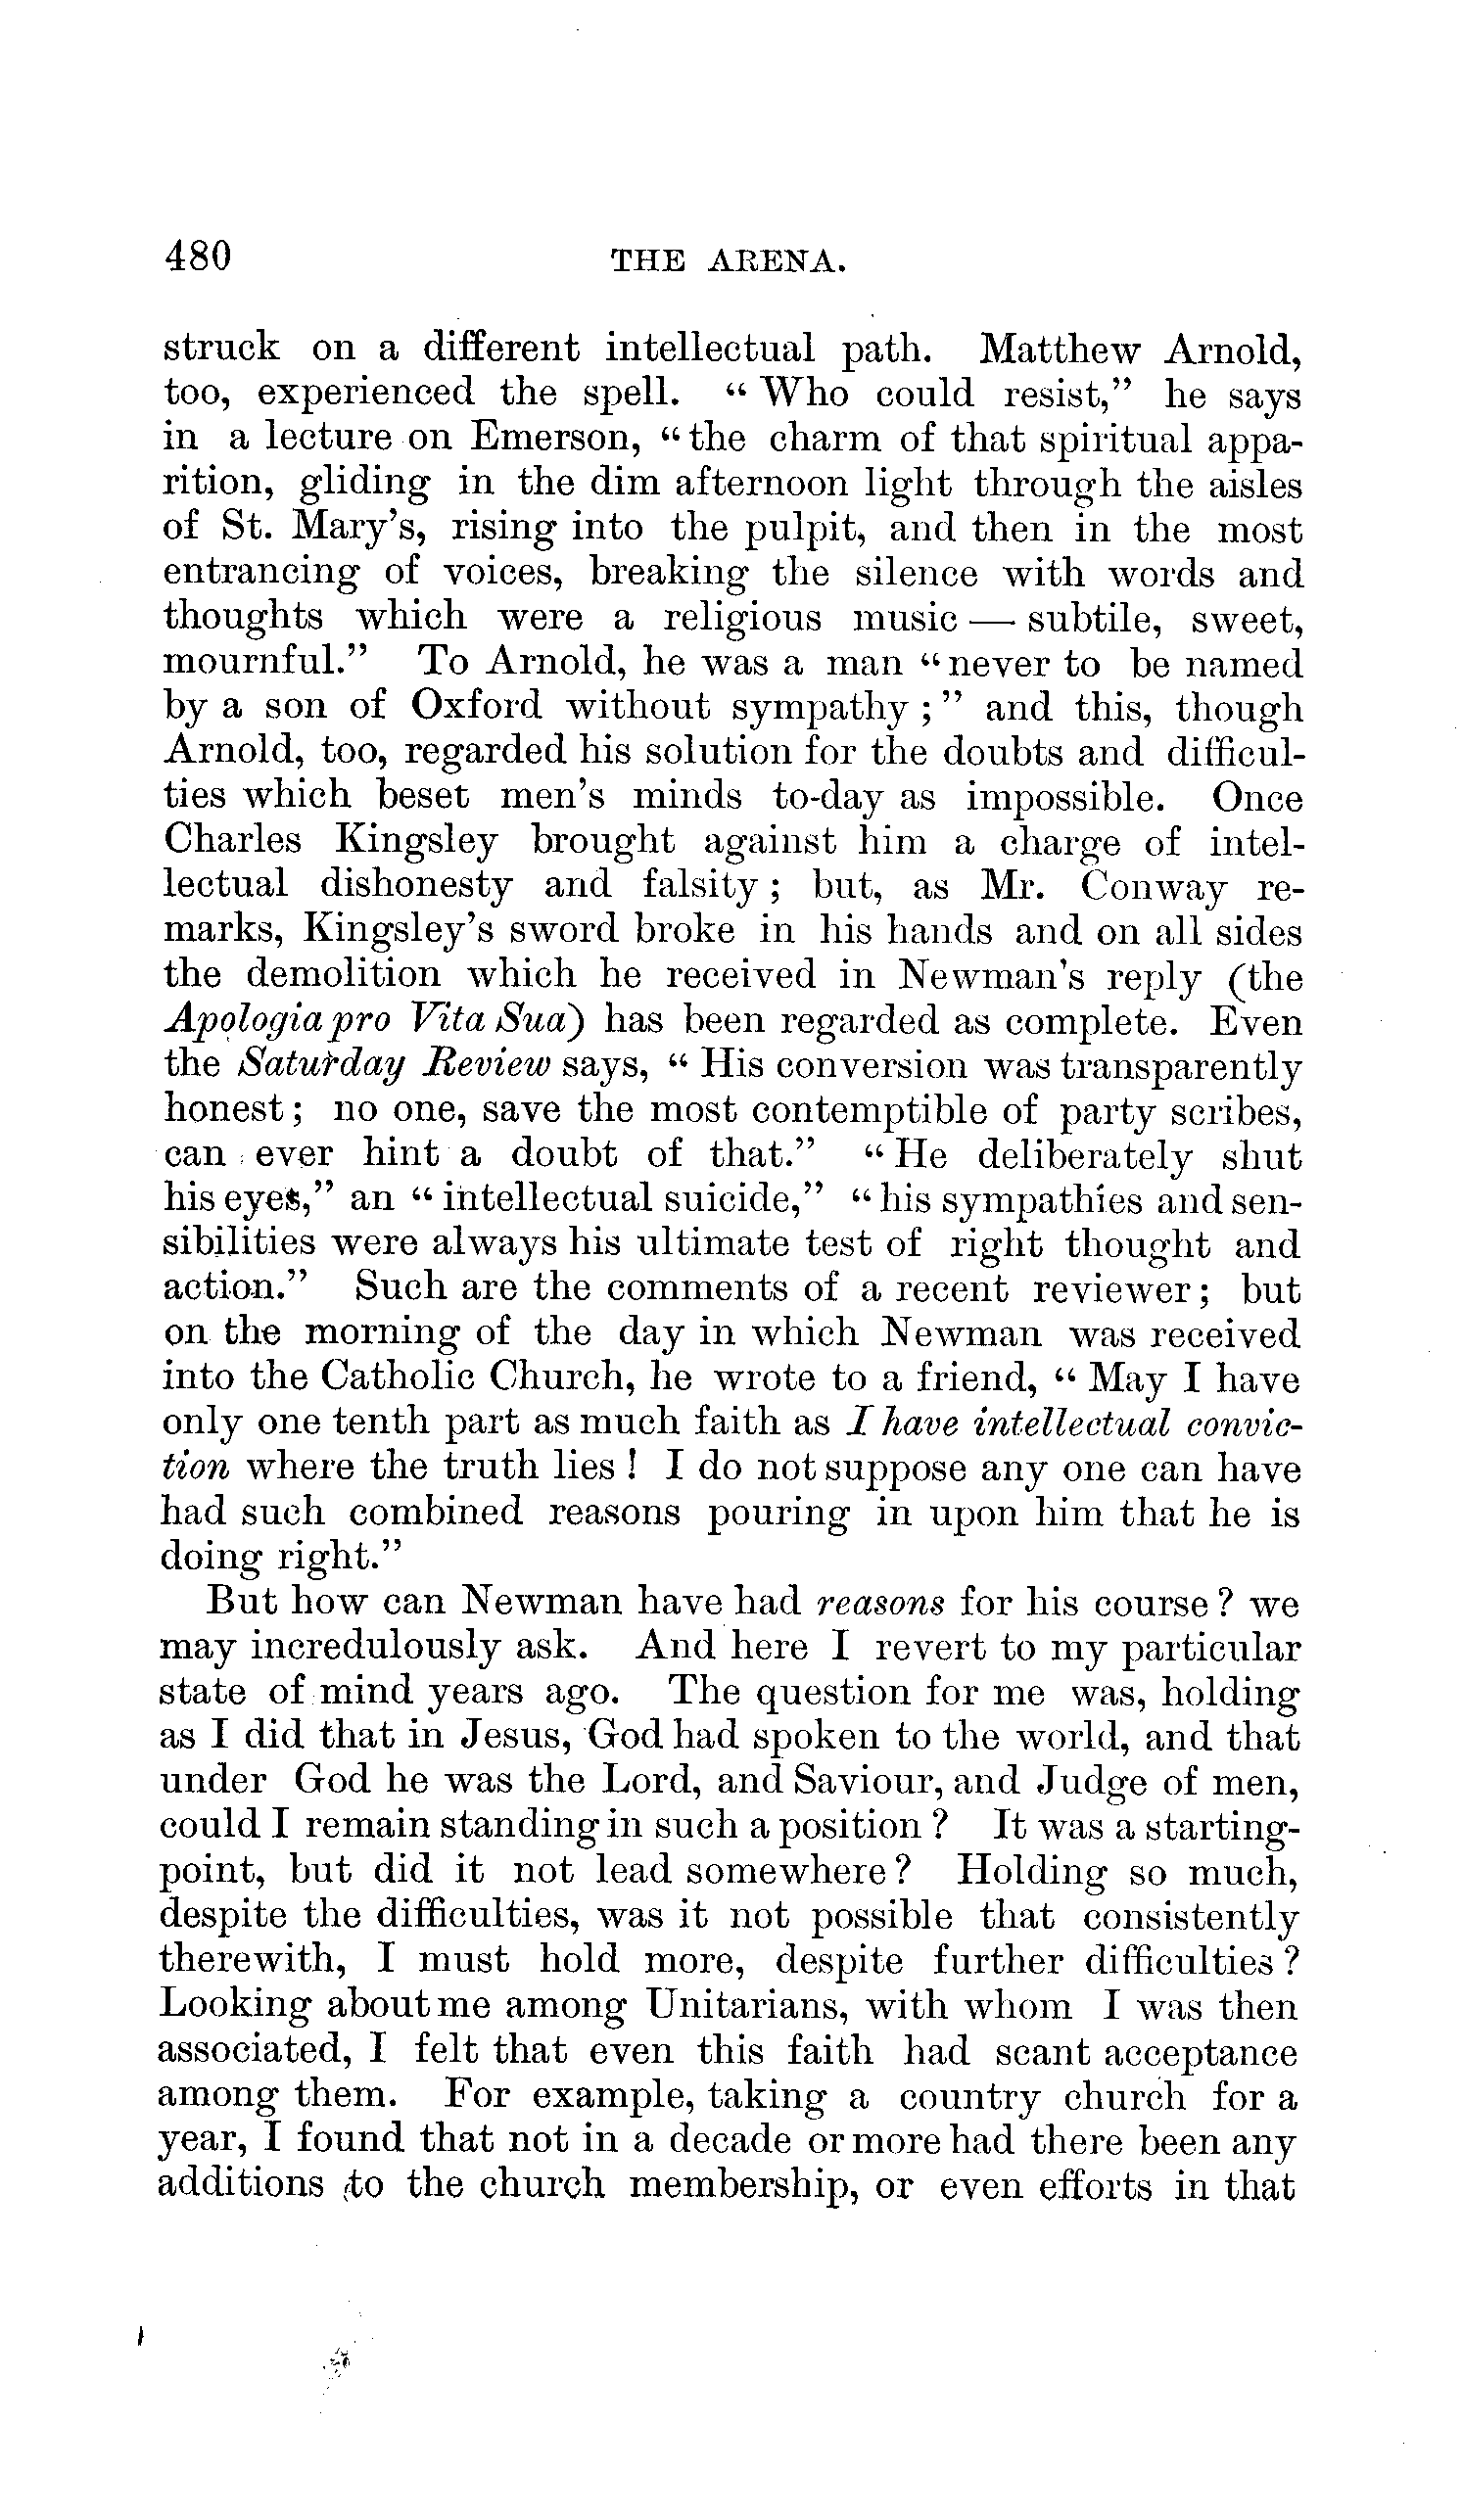 480 THE ARENA.
struck on a different intellectual path. Matthew Arnold,
too, experienced the spell. “ Who could resist,” he says
in a lecture on Emerson, “the charm of that spiritual appa-
rition, gliding in the dim afternoon light through the aisles
of St. Mary’s, rising into the pulpit, and then in the most
entrancing of voices, breaking the silence with words and
thoughts which were a religious music — subtile, sweet,
mournful.” To Arnold, he was a man “never to be named
by a son of Oxford without sympathy ; ” and this, though
Arnold, too, regarded his solution for the doubts and difficul-
ties which beset men’s minds to-day as impossible. Once
Charles Kingsley brought against him a charge of intel-
lectual dishonesty and falsity ; but, as Mr. Conway re-
marks, Kingsley’s sword broke in his hands and on all sides
the demolition which he received in Newman’s reply (the
Apologia pro Vita Sua) has been regarded as complete. Even
the Saturday Review says, “ His conversion was transparently
honest ; no one, save the most contemptible of party scribes,
can ever hint a doubt of that.” “ He deliberately shut
his eyes,” an “ intellectual suicide,” “ his sympathies and sen-
sibilities were always his ultimate test of right thought and
action.” Such are the comments of a recent reviewer ; but
on the morning of the day in which Newman was received
into the Catholic Church, he wrote to a friend, “ May I have
only one tenth part as much faith as I have intellectual convic-
tion where the truth lies ! I do not suppose any one can have
had such combined reasons pouring in upon him that he is
doing right.”
But how can Newman have had reasons for his course ? we
may incredulously ask. And here I revert to my particular
state of mind years ago. The question for me was, holding
as I did that in Jesus, God had spoken to the world, and that
under God he was the Lord, and Saviour, and Judge of men,
could I remain standing in such a position ? It was a starting-
point, but did it not lead somewhere ? Holding so much,
despite the difficulties, was it not possible that consistently
therewith, I must hold more, despite further difficulties ?
Looking about me among Unitarians, with whom I was then
associated, I felt that even this faith had scant acceptance
among them. For example, taking a country church for a
year, I found that not in a decade or more had there been any
additions to the church membership, or even efforts in that